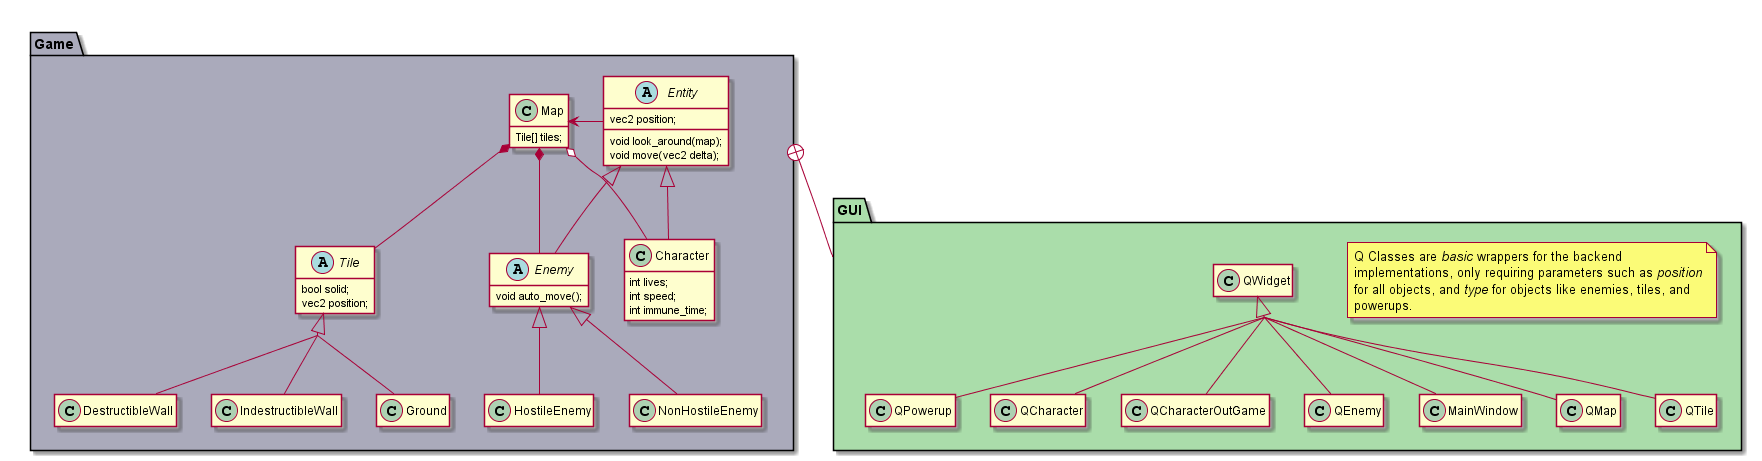 Game
A Entity
vec2 position;
void look_around(map);
void move(vec2 delta);
C Map
Tile[] tiles;
A Tile
bool solid;
vec2 position;
A Enemy
void auto_move();
C Character
int lives;
int speed;
int immune_time;
C DestructibleWall
C IndestructibleWall
C Ground
C HostileEnemy
C NonHostileEnemy
GUI
C QWidget
Q Classes are basic wrappers for the backend
implementations, only requiring parameters such as position
for all objects, and type for objects like enemies, tiles, and
powerups.
C QPowerup
C QCharacter
C QCharacterOutGame
C QEnemy
C MainWindow
C QMap
C QTile